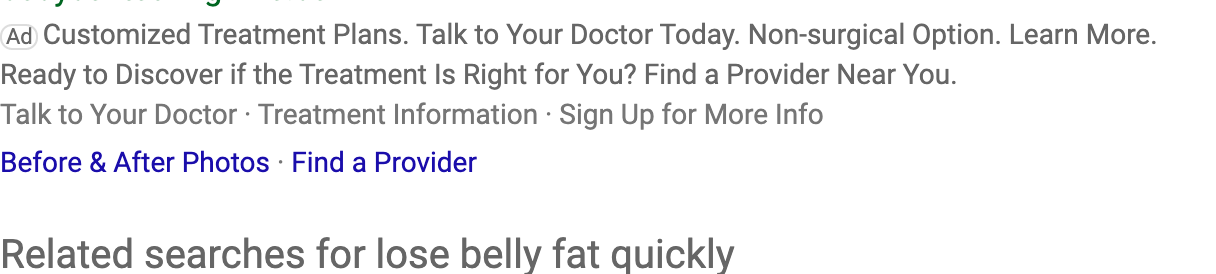 Ad Customized Treatment Plans. Talk to Your Doctor Today. Non-surgical Option. Learn More.
Ready to Discover if the Treatment Is Right for You? Find a Provider Near You.
Talk to Your Doctor · Treatment Information · Sign Up for More Info
Before & After Photos · Find a Provider
Related searches for lose belly fat quickly